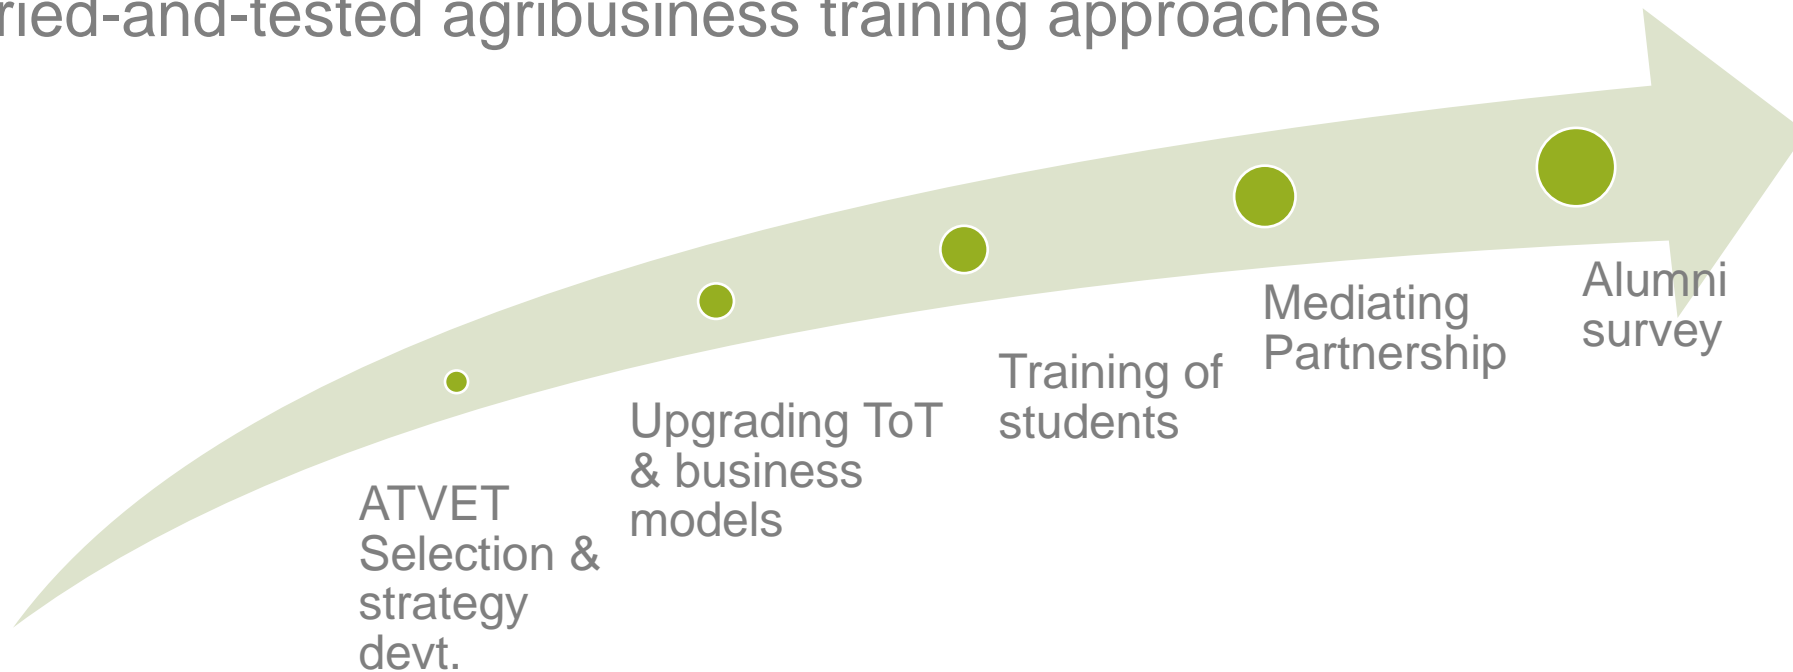 ried-and-tested agribusiness training approaches
ATVET
Selection &
strategy
devt.
Upgrading ToT
& business
models
Training of
students
Mediating
Partnership
Alumni
survey